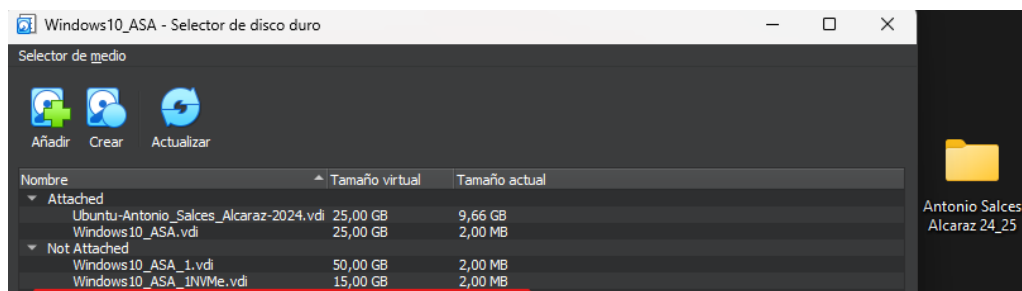 Windows10_ASA - Selector de disco duro
Selector de medio
Añadir Crear Actualizar
Nombre Tamaño virtual Tamaño actual
Attached
Ubuntu-Antonio_Salces_Alcaraz-2024.vdi 25,00 GB 9,66 GB
Windows10_ASA.vdi 25,00 GB 2,00 MB
Not Attached
Windows10_ASA_1.vdi 50,00 GB 2,00 MB
Windows10_ASA_1NVMe.vdi 15,00 GB 2,00 MB
Antonio Salces
Alcaraz 24_25